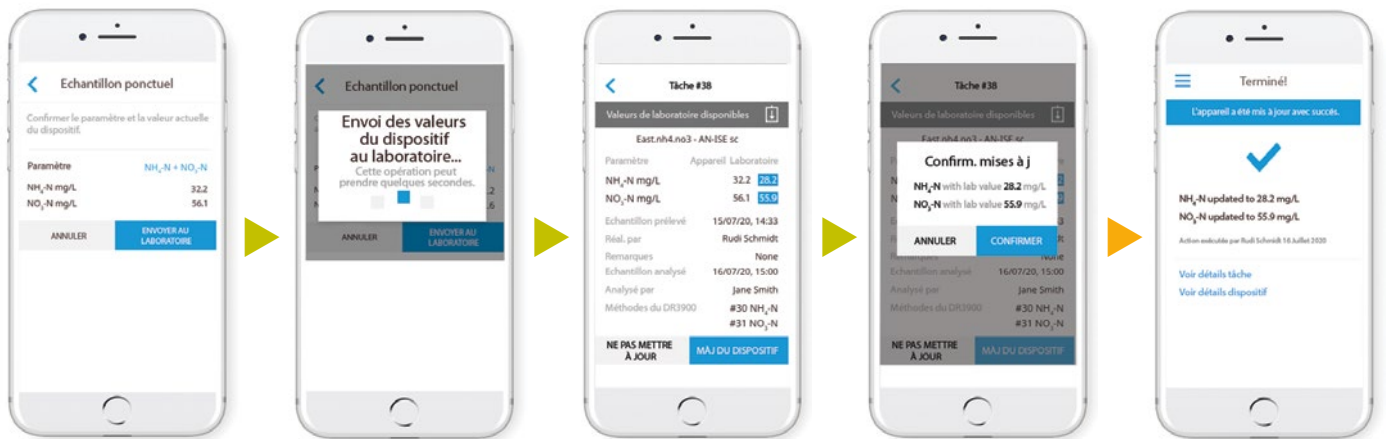 Echantillon ponctuel
Confirmer le paramètre et la valeur actuelle
du dispositif.
Paramètre NH₄-N + NO₃-N
NH₄-N mg/L 32.2
NO₃-N mg/L 56.1
ANNULER
ENVOYER AU
LABORATOIRE
Echantillon ponctuel
Envoi des valeurs
du dispositif
au laboratoire...
Cette opération peut
prendre quelques secondes.
ANNULER
ENVOYER AU
LABORATOIRE
Tâche #38
Valeurs de laboratoire disponibles
East.nh4.no3 - AN-ISE sc
Paramètre Appareil Laboratoire
NH₄-N mg/L 32.2 28.2
NO₃-N mg/L 56.1 55.9
Echantillon prélevé 15/07/20, 14:33
Réal. par Rudi Schmidt
Remarques None
Echantillon analysé 16/07/20, 15:00
Analysé par Jane Smith
Méthodes du DR3900 #30 NH₄-N
#31 NO₃-N
NE PAS METTRE
À JOUR
MÀJ DU DISPOSITIF
Tâche #38
Valeurs de laboratoire disponibles
East.nh4.no3 - AN-ISE sc
Confirm. mises à j
NH₄-N with lab value 28.2 mg/L
NO₃-N with lab value 55.9 mg/L
ANNULER CONFIRMER
Remarques None
Echantillon analysé 16/07/20, 15:00
Analysé par Jane Smith
Méthodes du DR3900 #30 NH₄-N
#31 NO₃-N
NE PAS METTRE
À JOUR
MÀJ DU DISPOSITIF
Terminé!
L'appareil a été mis à jour avec succés.
NH₄-N updated to 28.2 mg/L
NO₃-N updated to 55.9 mg/L
Action exécutée par Rudi Schmidt 16 Juillet 2020
Voir détails tâche
Voir détails dispositif